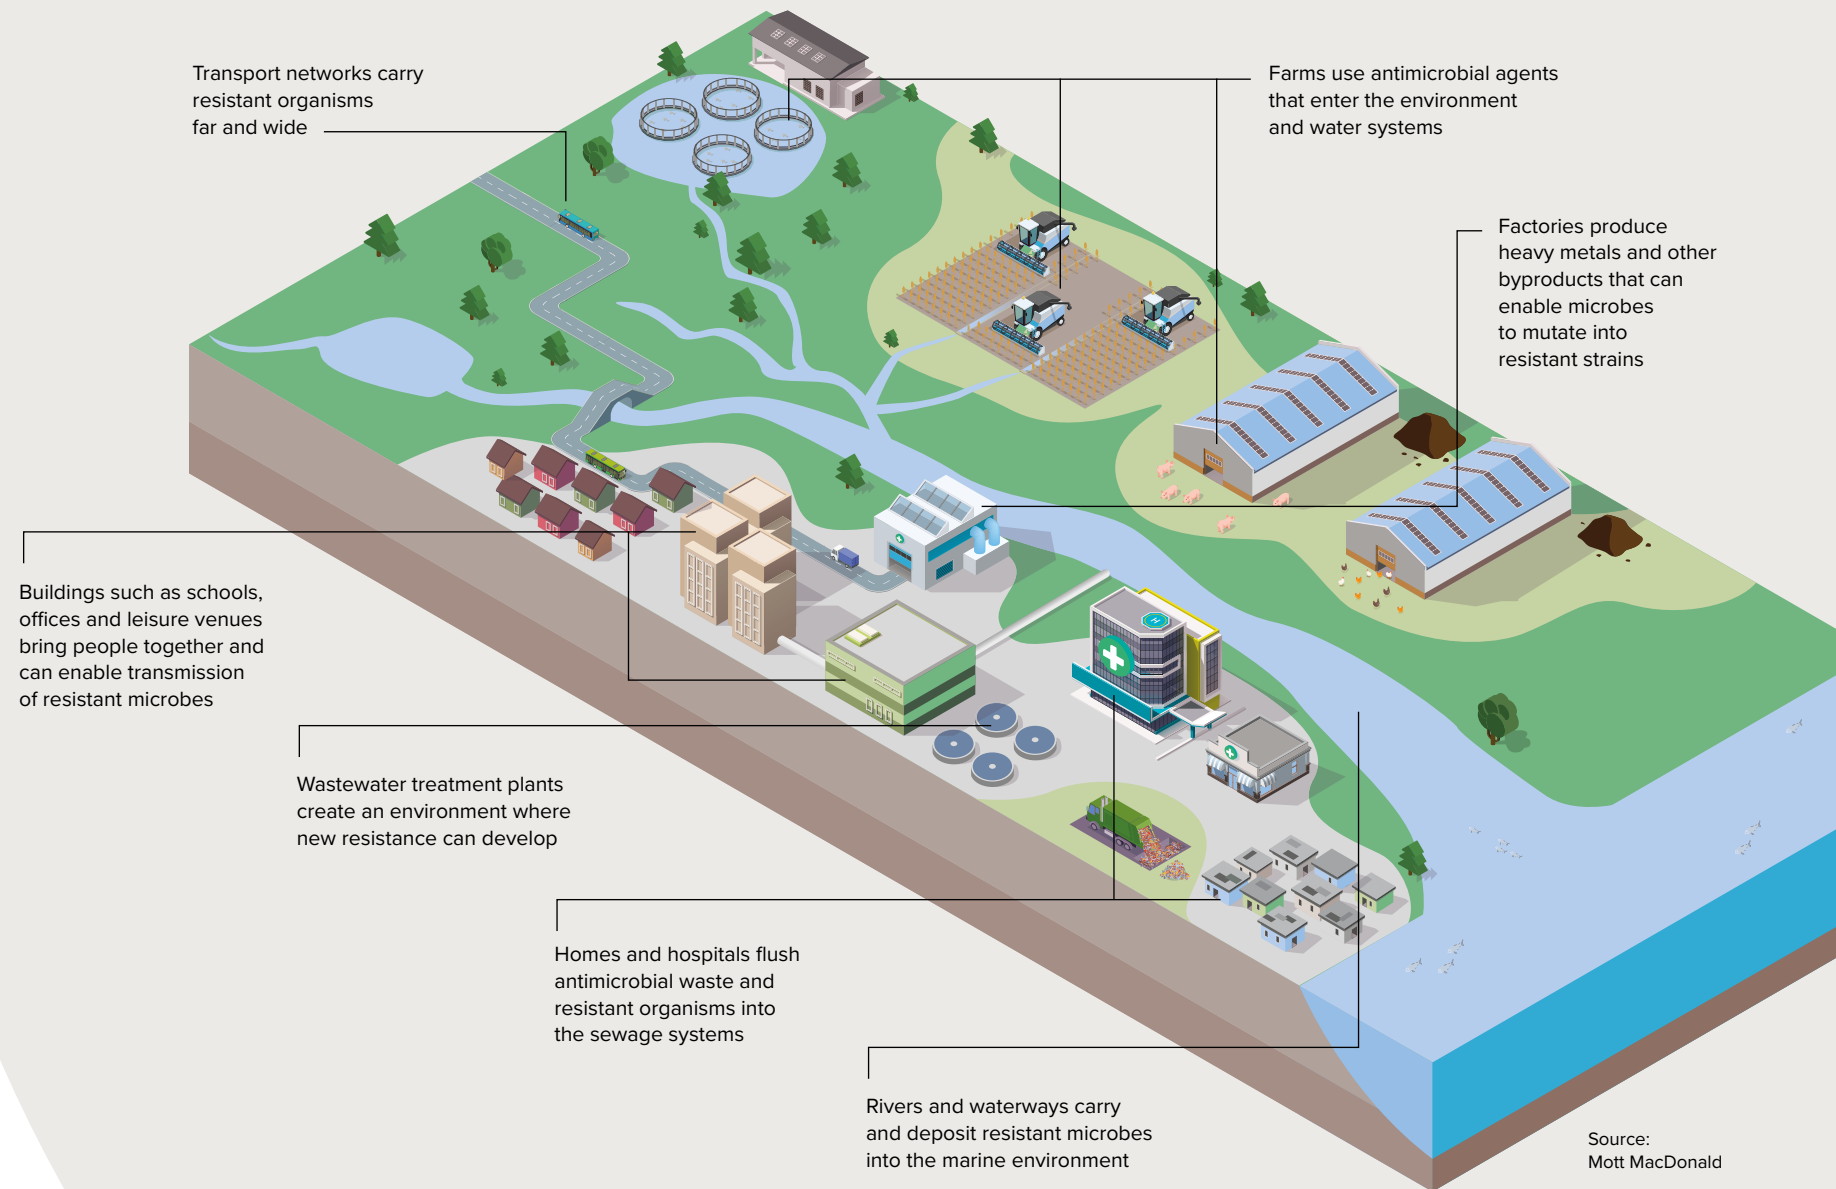 Transport networks carry
resistant organisms
far and wide
Farms use antimicrobial agents
that enter the environment
and water systems
Factories produce
heavy metals and other
byproducts that can
enable microbes
to mutate into
resistant strains
H
Buildings such as schools,
offices and leisure venues
bring people together and
can enable transmission
of resistant microbes
Wastewater treatment plants
create an environment where
new resistance can develop
Homes and hospitals flush
antimicrobial waste and
resistant organisms into
the sewage systems
Rivers and waterways carry
and deposit resistant microbes
into the marine environment
Source:
Mott MacDonald